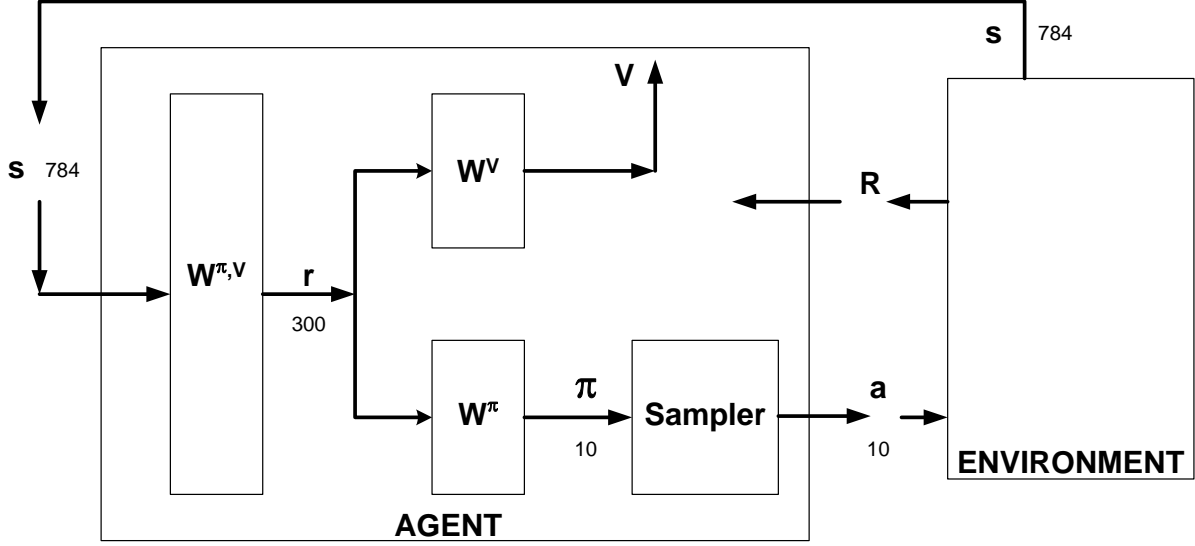 s 784
V
s 784
W^V
R
W^π,V
r
300
π
a
W^π
Sampler
10
10
ENVIRONMENT
AGENT